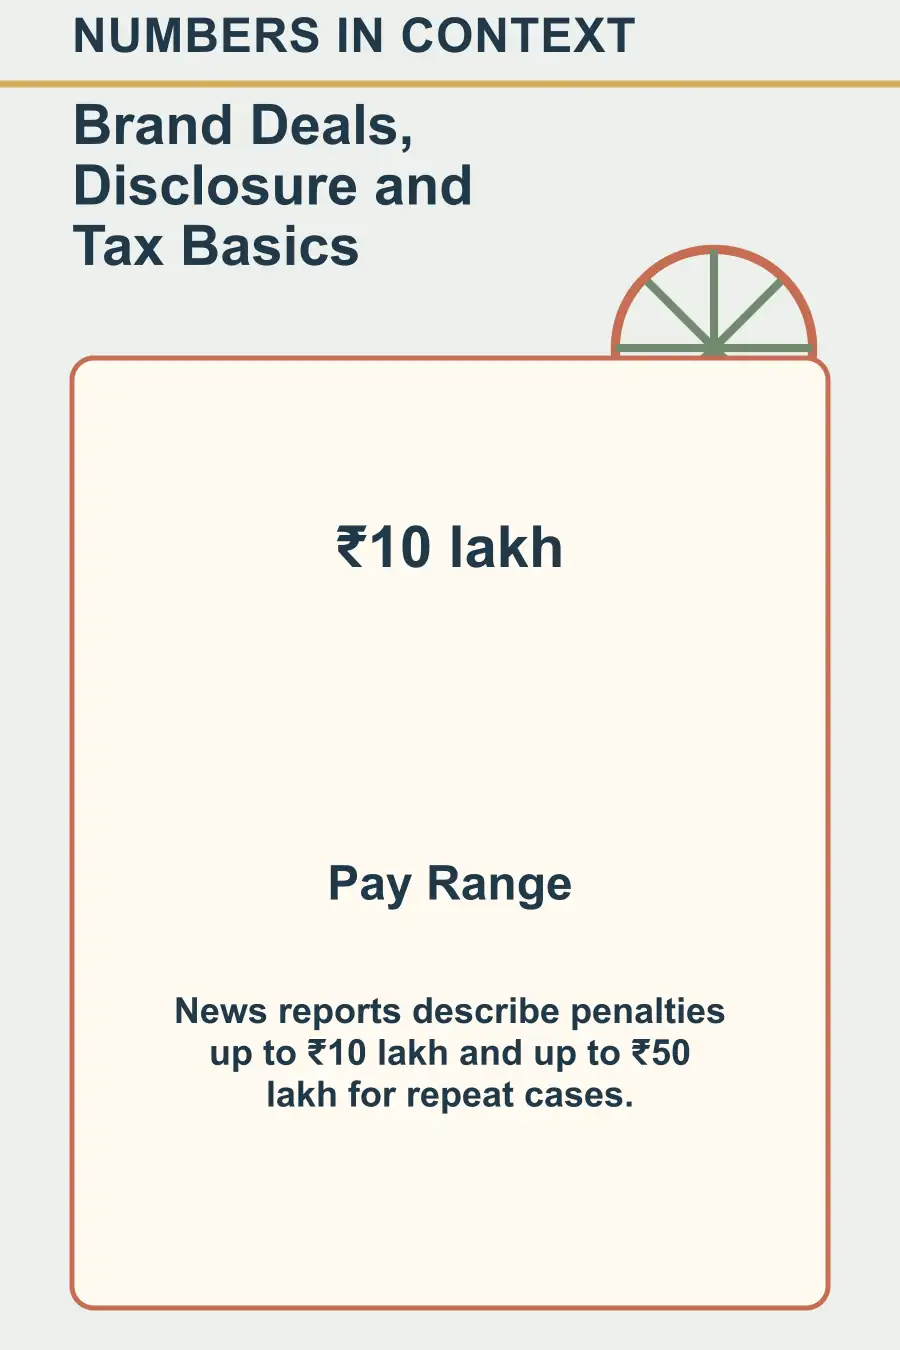 NUMBERS IN CONTEXT
Brand Deals,
Disclosure and
Tax Basics
₹10 lakh
Pay Range
News reports describe penalties
up to ₹10 lakh and up to ₹50
lakh for repeat cases.